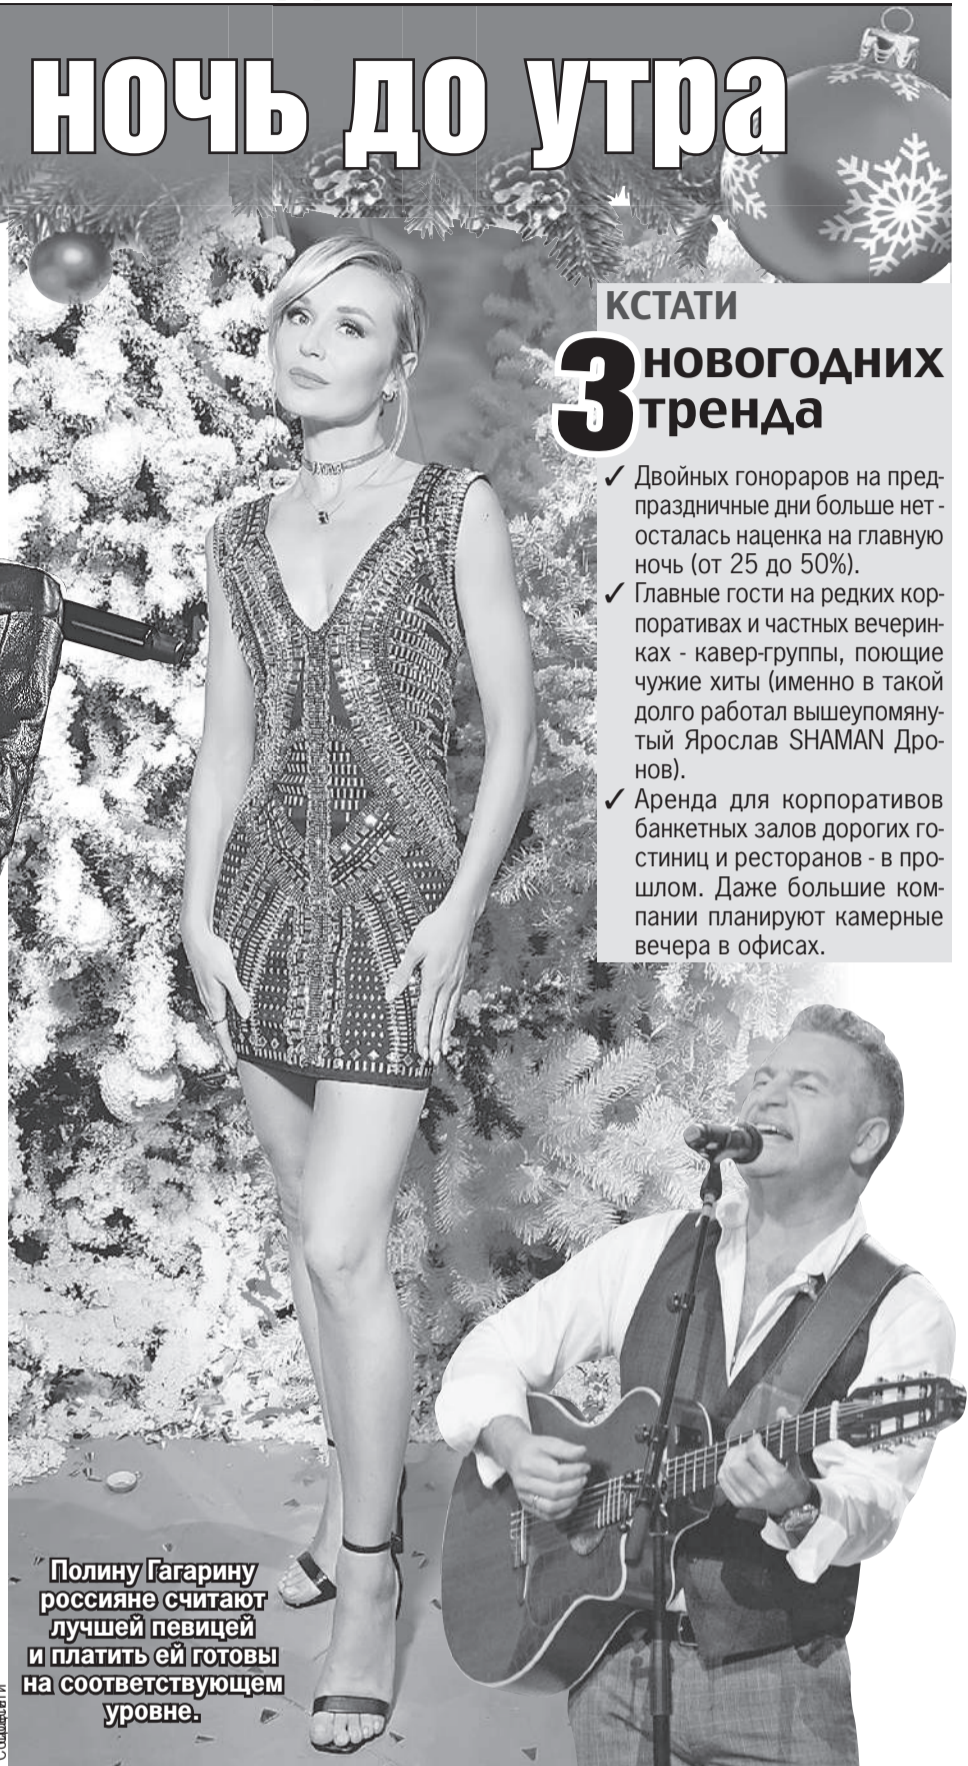 ночь до утра
КСТАТИ
3 новогодних
тренда
✓ Двойных гонораров на пред-
праздничные дни больше нет -
осталась наценка на главную
ночь (от 25 до 50%).
✓ Главные гости на редких кор-
поративах и частных вечерин-
ках - кавер-группы, поющие
чужие хиты (именно в такой
долго работал вышеупомяну-
тый Ярослав SHAMAN Дро-
нов).
✓ Аренда для корпоративов
банкетных залов дорогих го-
стиниц и ресторанов - в про-
шлом. Даже большие ком-
пании планируют камерные
вечера в офисах.
Полину Гагарину
россияне считают
лучшей певицей
и платить ей готовы
на соответствующем
уровне.